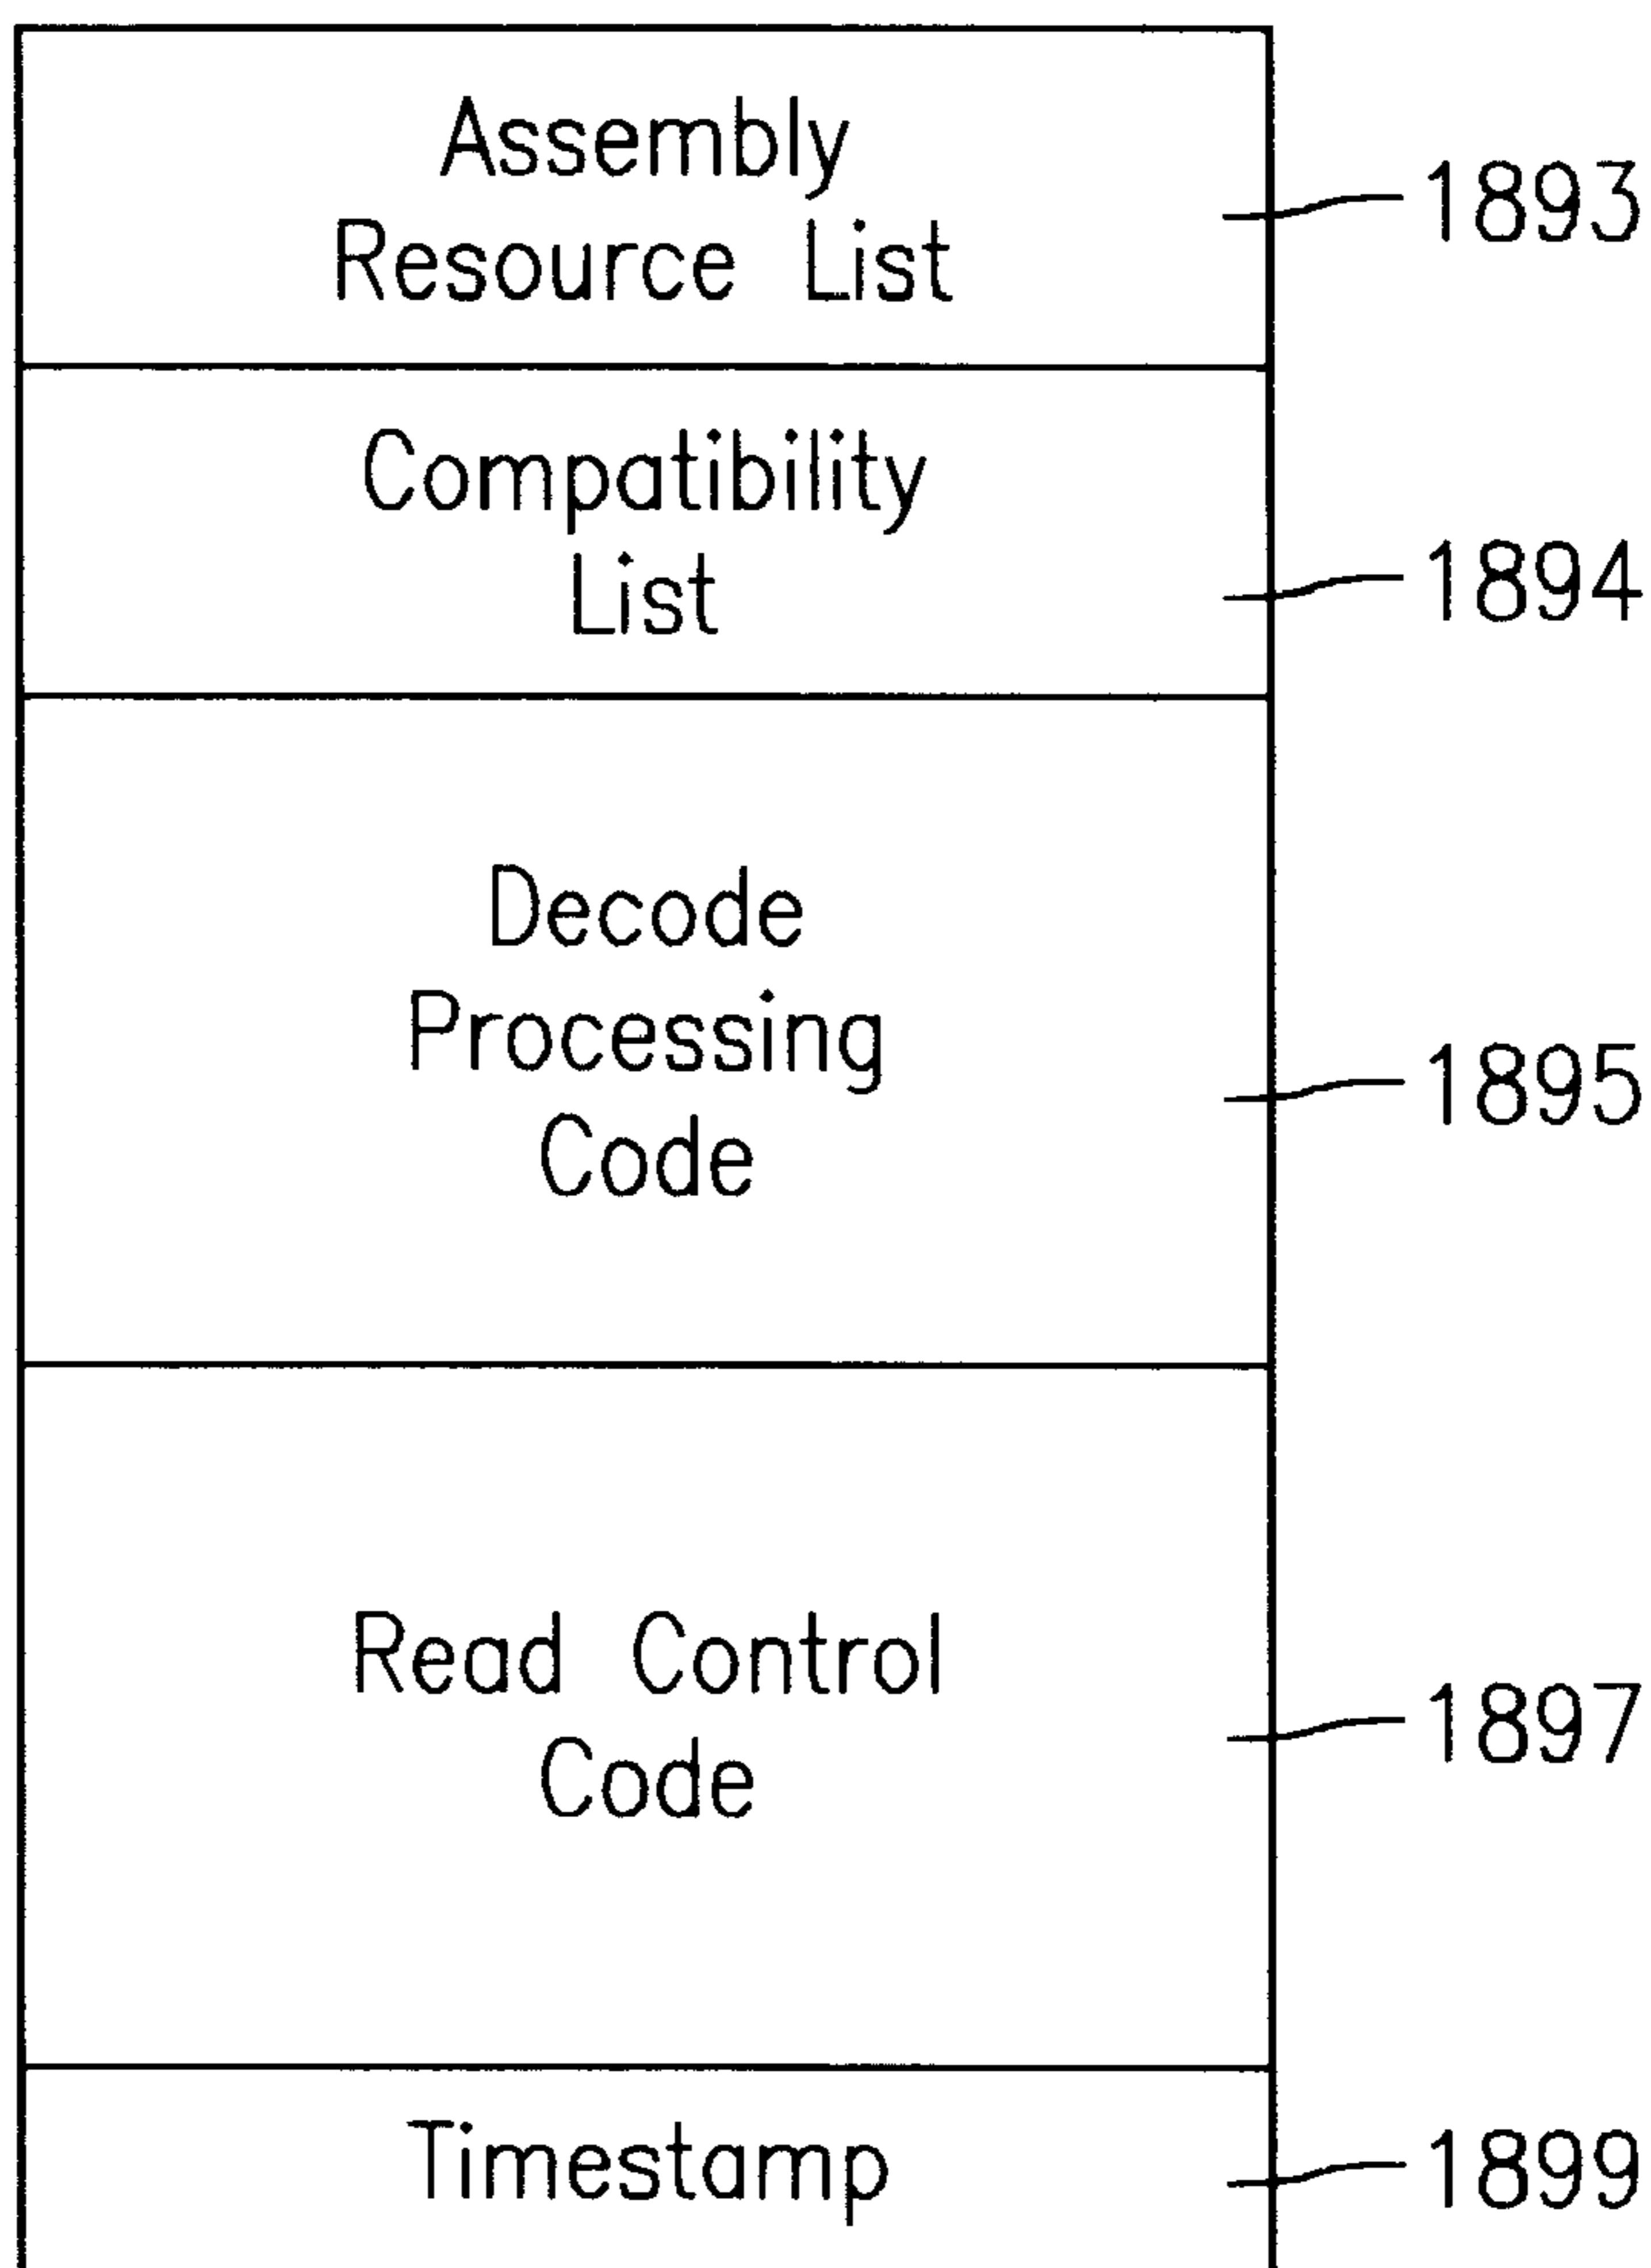 Assembly
Resource List
1893
Compatibility
List
1894
Decode
Processing
Code
1895
Read Control
Code
1897
Timestamp
1899